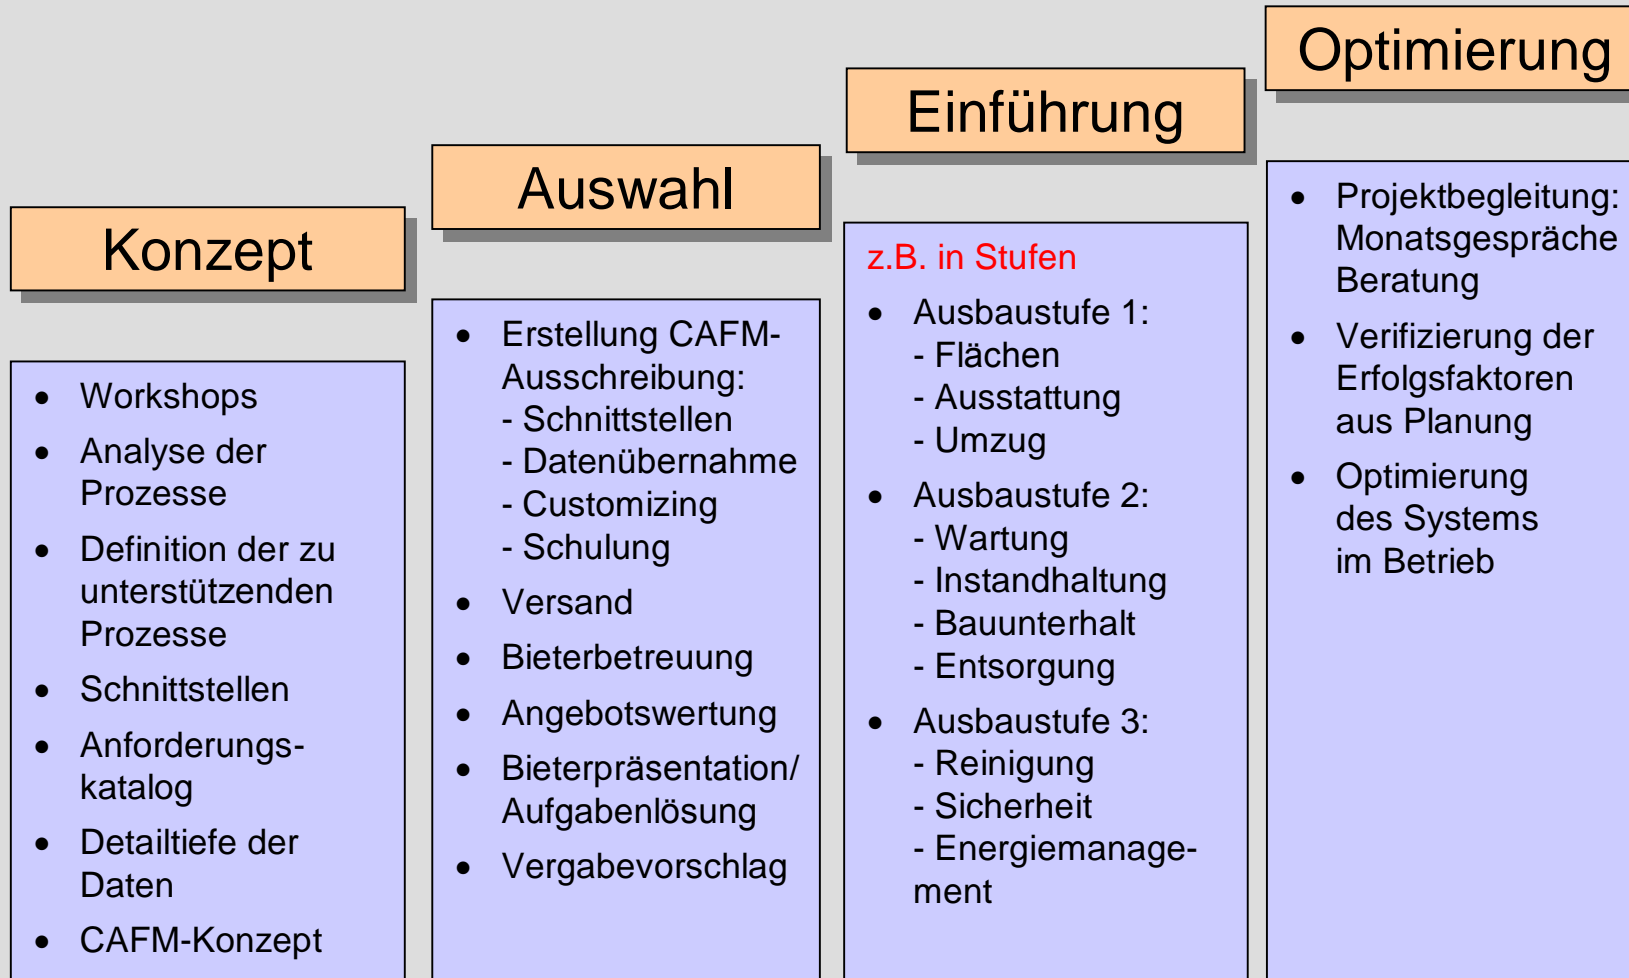 Konzept
• Workshops
• Analyse der
Prozesse
• Definition der zu
unterstützenden
Prozesse
• Schnittstellen
• Anforderungs-
katalog
• Detailtiefe der
Daten
• CAFM-Konzept
Auswahl
• Erstellung CAFM-
Ausschreibung:
- Schnittstellen
- Datenübernahme
- Customizing
- Schulung
• Versand
• Bieterbetreuung
• Angebotswertung
• Bieterpräsentation/
Aufgabenlösung
• Vergabevorschlag
Einführung
z.B. in Stufen
• Ausbaustufe 1:
- Flächen
- Ausstattung
- Umzug
• Ausbaustufe 2:
- Wartung
- Instandhaltung
- Bauunterhalt
- Entsorgung
• Ausbaustufe 3:
- Reinigung
- Sicherheit
- Energiemanage-
ment
Optimierung
• Projektbegleitung:
Monatsgespräche
Beratung
• Verifizierung der
Erfolgsfaktoren
aus Planung
• Optimierung
des Systems
im Betrieb